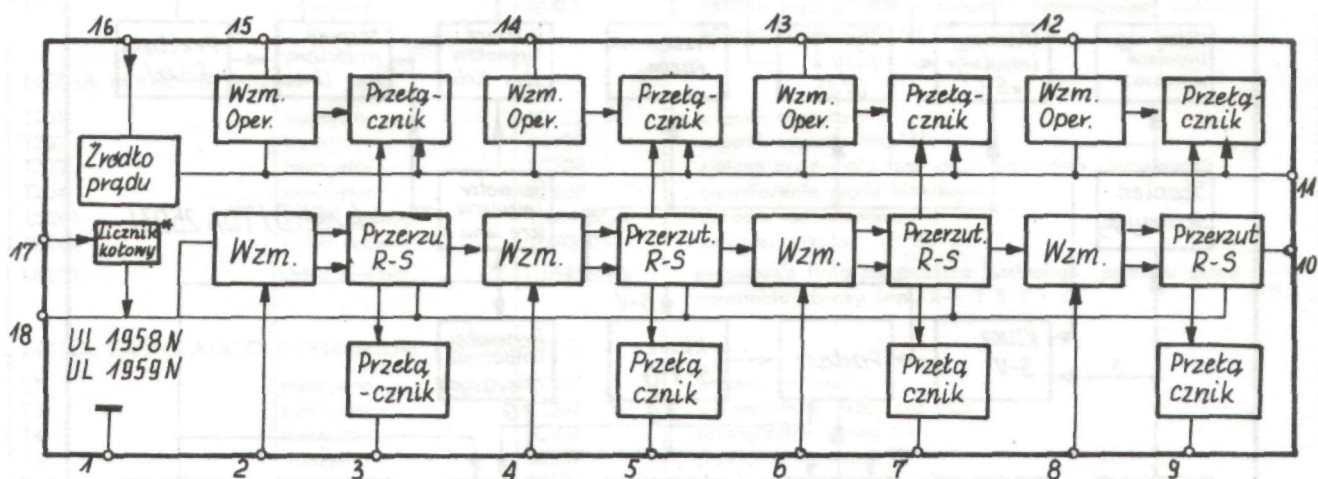 16
15
14
13
12
Wzm.
Oper.
Przełą-
cznik
Wzm.
Oper.
Przełą-
cznik
Wzm.
Oper.
Przełą-
cznik
Wzm.
Oper.
Przełą-
cznik
Źródło
prądu
11
17
licznik*
kołowy
Wzm.
Przerzu.
R-S
Wzm.
Przerzut.
R-S
Wzm.
Przerzut.
R-S
Wzm.
Przerzut
R-S
10
18
UL 1958N
UL 1959N
Przełą
-cznik
Przełą
cznik
Przełą
cznik
Przełą
cznik
1
2
3
4
5
6
7
8
9